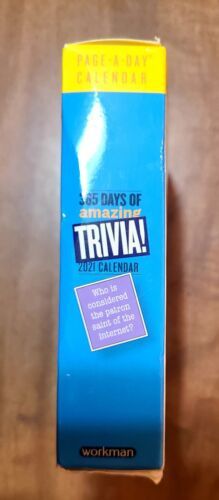 PAGE-A-DAY®
CALENDAR
365 DAYS OF
amazing
TRIVIA!
2021 CALENDAR
Who is
considered
the patron
saint of the
internet?
workman